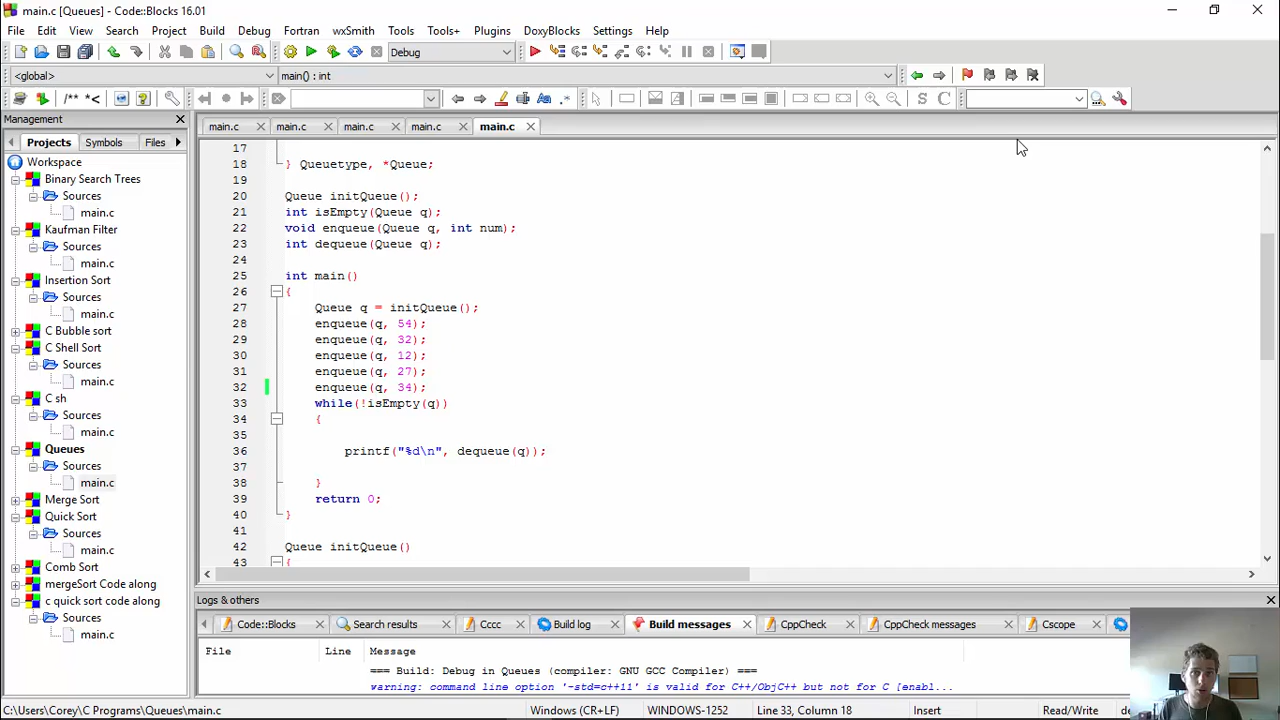 main.c [Queues] - Code::Blocks 16.01
File Edit View Search Project Build Debug Fortran wxSmith Tools Tools+ Plugins DoxyBlocks Settings Help
Debug
<global> main() : int
/** *< .* S C
Management
Projects Symbols Files
main.c main.c main.c main.c main.c
Workspace
Binary Search Trees
Sources
main.c
Kaufman Filter
Sources
main.c
Insertion Sort
Sources
main.c
C Bubble sort
C Shell Sort
Sources
main.c
C sh
Sources
main.c
Queues
Sources
main.c
Merge Sort
Quick Sort
Sources
main.c
Comb Sort
mergeSort Code along
c quick sort code along
Sources
main.c
17
18 } Queuetype, *Queue;
19
20 Queue initQueue();
21 int isEmpty(Queue q);
22 void enqueue(Queue q, int num);
23 int dequeue(Queue q);
24
25 int main()
26 {
27 Queue q = initQueue();
28 enqueue(q, 54);
29 enqueue(q, 32);
30 enqueue(q, 12);
31 enqueue(q, 27);
32 enqueue(q, 34);
33 while(!isEmpty(q))
34 {
35
36 printf("%d\n", dequeue(q));
37
38 }
39 return 0;
40 }
41
42 Queue initQueue()
43 {
Logs & others
Code::Blocks Search results Cccc Build log Build messages CppCheck CppCheck messages Cscope
File Line Message
=== Build: Debug in Queues (compiler: GNU GCC Compiler) ===
warning: command line option '-std=c++11' is valid for C++/ObjC++ but not for C [enabl...
C:\Users\Corey\C Programs\Queues\main.c Windows (CR+LF) WINDOWS-1252 Line 33, Column 18 Insert Read/Write de